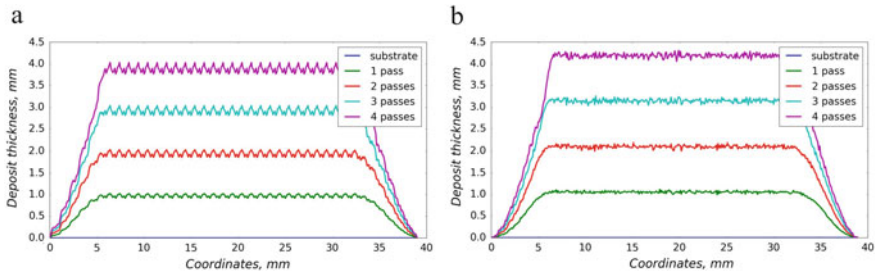 a
4.5
4.0
3.5
3.0
2.5
2.0
1.5
1.0
0.5
0.0
Deposit thickness, mm
0 5 10 15 20 25 30 35 40
Coordinates, mm
substrate
1 pass
2 passes
3 passes
4 passes
b
4.5
4.0
3.5
3.0
2.5
2.0
1.5
1.0
0.5
0.0
Deposit thickness, mm
0 5 10 15 20 25 30 35 40
Coordinates, mm
substrate
1 pass
2 passes
3 passes
4 passes